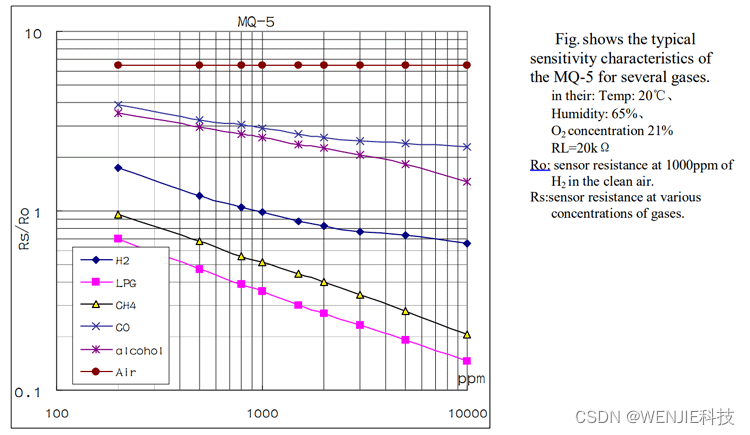 MQ-5
10
1
0.1
Rs/Ro
H2
LPG
CH4
CO
alcohol
Air
ppm
100
1000
10000
Fig. shows the typical
sensitivity characteristics of
the MQ-5 for several gases.
in their: Temp: 20℃、
Humidity: 65%、
O₂ concentration 21%
RL=20kΩ
Ro: sensor resistance at 1000ppm of
H₂ in the clean air.
Rs:sensor resistance at various
concentrations of gases.
CSDN @WENJIE科技